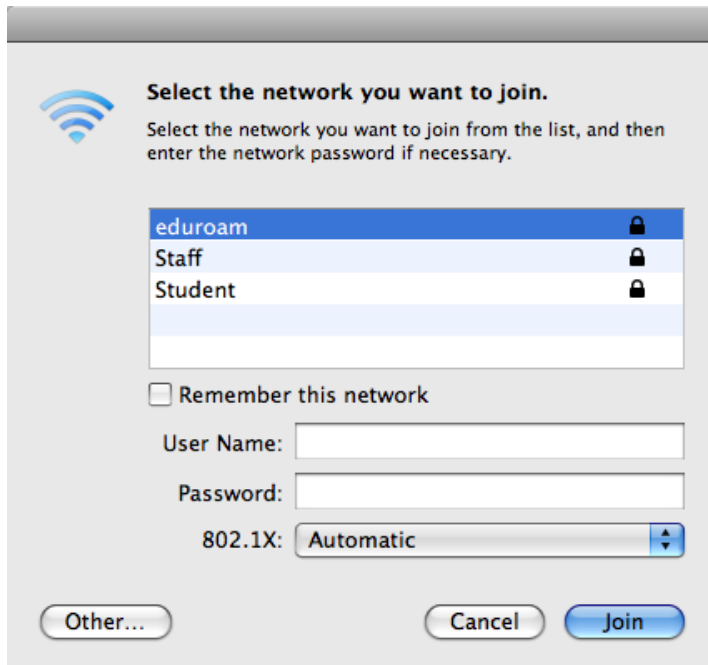 Select the network you want to join.
Select the network you want to join from the list, and then
enter the network password if necessary.
eduroam
Staff
Student
Remember this network
User Name:
Password:
802.1X: Automatic
Other... Cancel Join